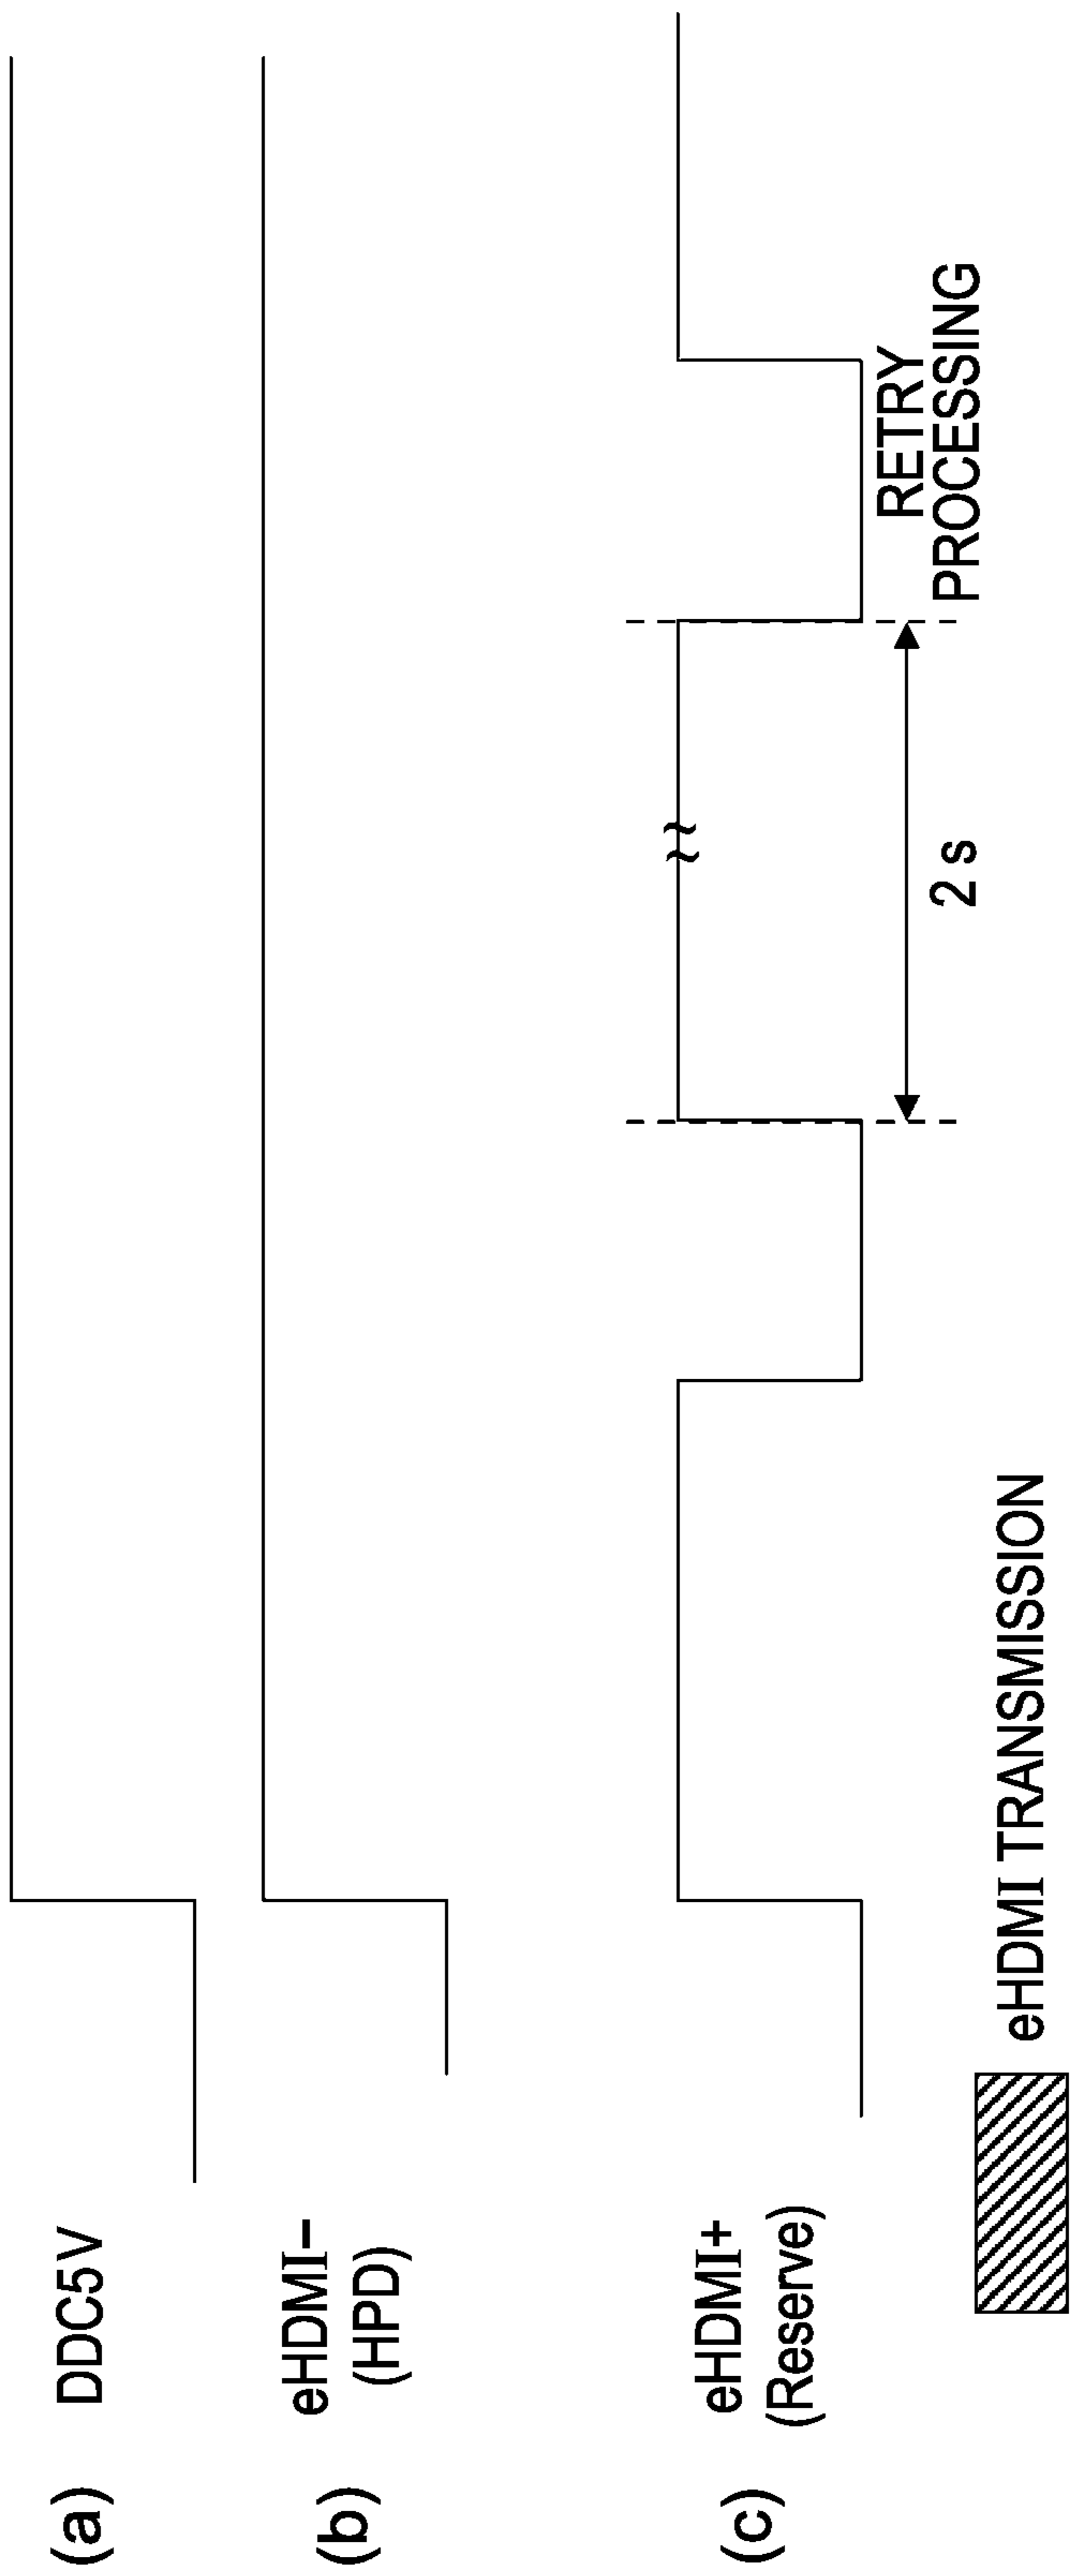 (a) DDC5V
(b) eHDMI−
(HPD)
(c) eHDMI+
(Reserve)
2 s
RETRY
PROCESSING
eHDMI TRANSMISSION